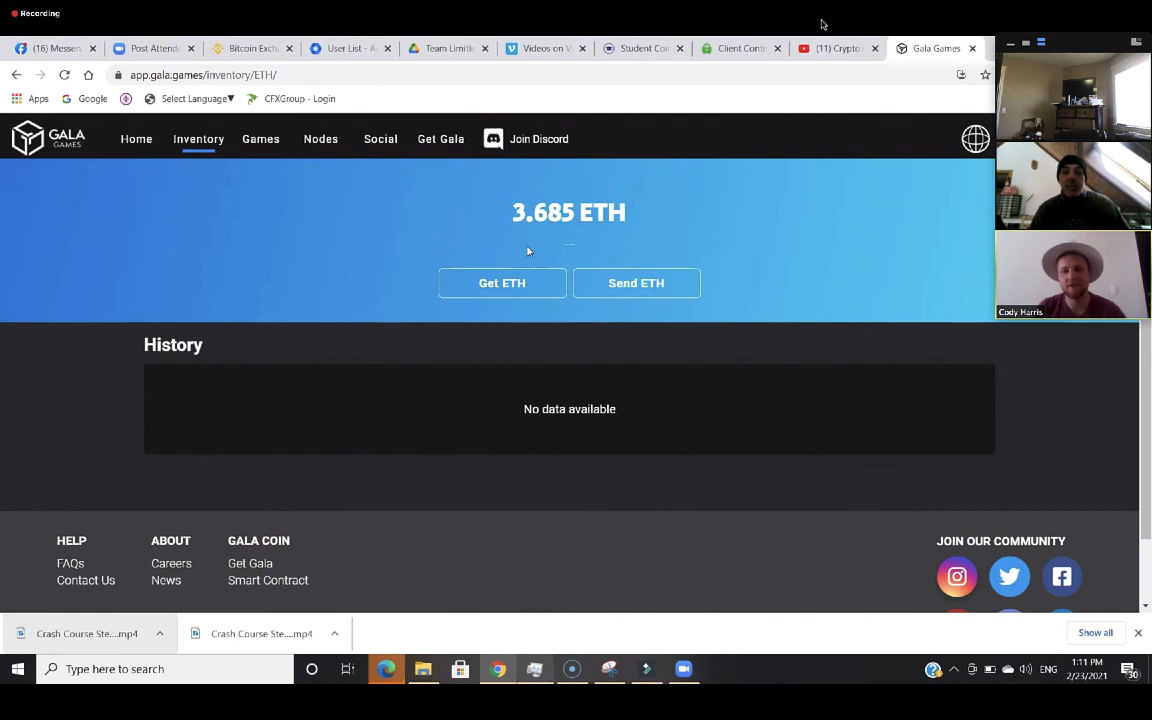 Recording
(16) Messen
Post Attend
Bitcoin Exch
User List - A
Team Limitle
Videos on V
Student Coi
Client Contr
(11) Crypto
Gala Games
app.gala.games/inventory/ETH/
Apps
Google
Select Language▼
CFXGroup - Login
GALA GAMES
Home
Inventory
Games
Nodes
Social
Get Gala
Join Discord
3.685 ETH
Get ETH
Send ETH
Cody Harris
History
No data available
HELP
FAQs
Contact Us
ABOUT
Careers
News
GALA COIN
Get Gala
Smart Contract
JOIN OUR COMMUNITY
Crash Course Ste....mp4
Crash Course Ste....mp4
Show all
Type here to search
ENG
1:11 PM
2/23/2021
30